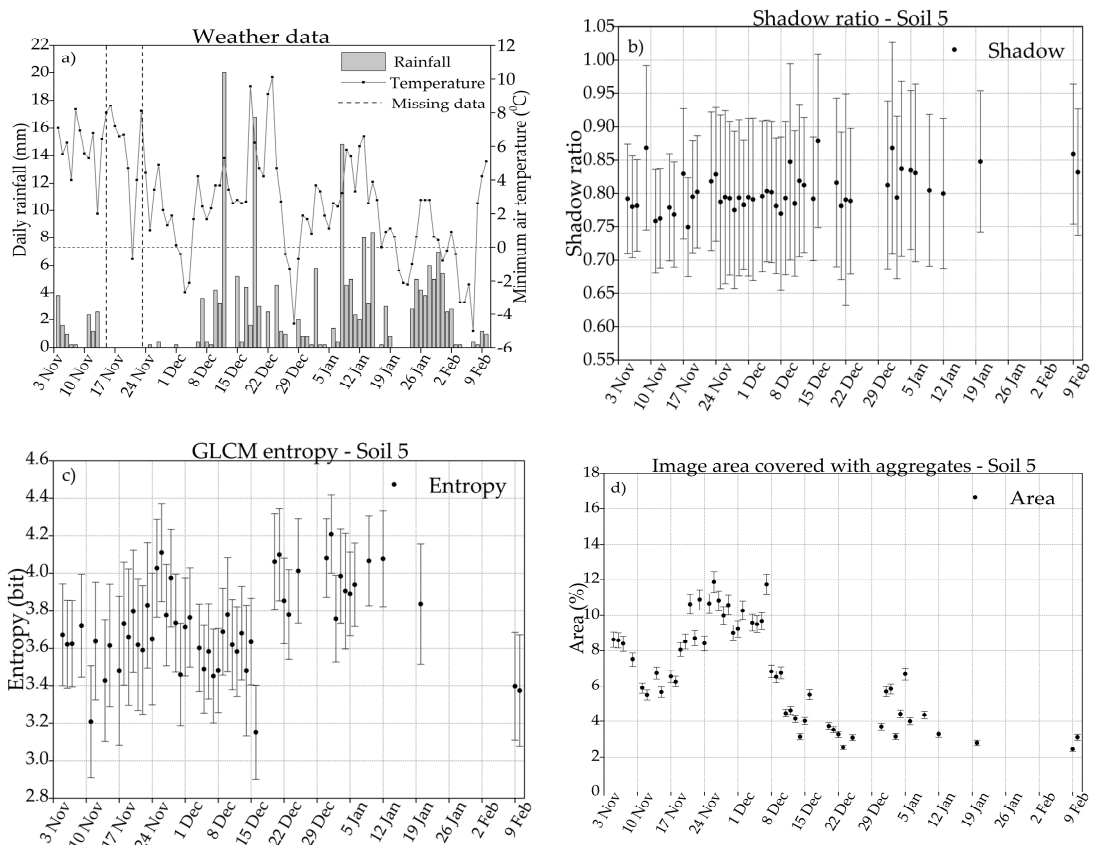 Weather data
a)
Rainfall
Temperature
Missing data
Daily rainfall (mm)
22
20
18
16
14
12
10
8
6
4
2
0
Minimum air temperature (⁰C)
12
10
8
6
4
2
0
-2
-4
-6
3 Nov
10 Nov
17 Nov
24 Nov
1 Dec
8 Dec
15 Dec
22 Dec
29 Dec
5 Jan
12 Jan
19 Jan
26 Jan
2 Feb
9 Feb
Shadow ratio - Soil 5
b)
Shadow
Shadow ratio
1.05
1.00
0.95
0.90
0.85
0.80
0.75
0.70
0.65
0.60
0.55
3 Nov
10 Nov
17 Nov
24 Nov
1 Dec
8 Dec
15 Dec
22 Dec
29 Dec
5 Jan
12 Jan
19 Jan
26 Jan
2 Feb
9 Feb
GLCM entropy - Soil 5
c)
Entropy
Entropy (bit)
4.6
4.4
4.2
4.0
3.8
3.6
3.4
3.2
3.0
2.8
3 Nov
10 Nov
17 Nov
24 Nov
1 Dec
8 Dec
15 Dec
22 Dec
29 Dec
5 Jan
12 Jan
19 Jan
26 Jan
2 Feb
9 Feb
Image area covered with aggregates - Soil 5
d)
Area
Area (%)
18
16
14
12
10
8
6
4
2
0
3 Nov
10 Nov
17 Nov
24 Nov
1 Dec
8 Dec
15 Dec
22 Dec
29 Dec
5 Jan
12 Jan
19 Jan
26 Jan
2 Feb
9 Feb